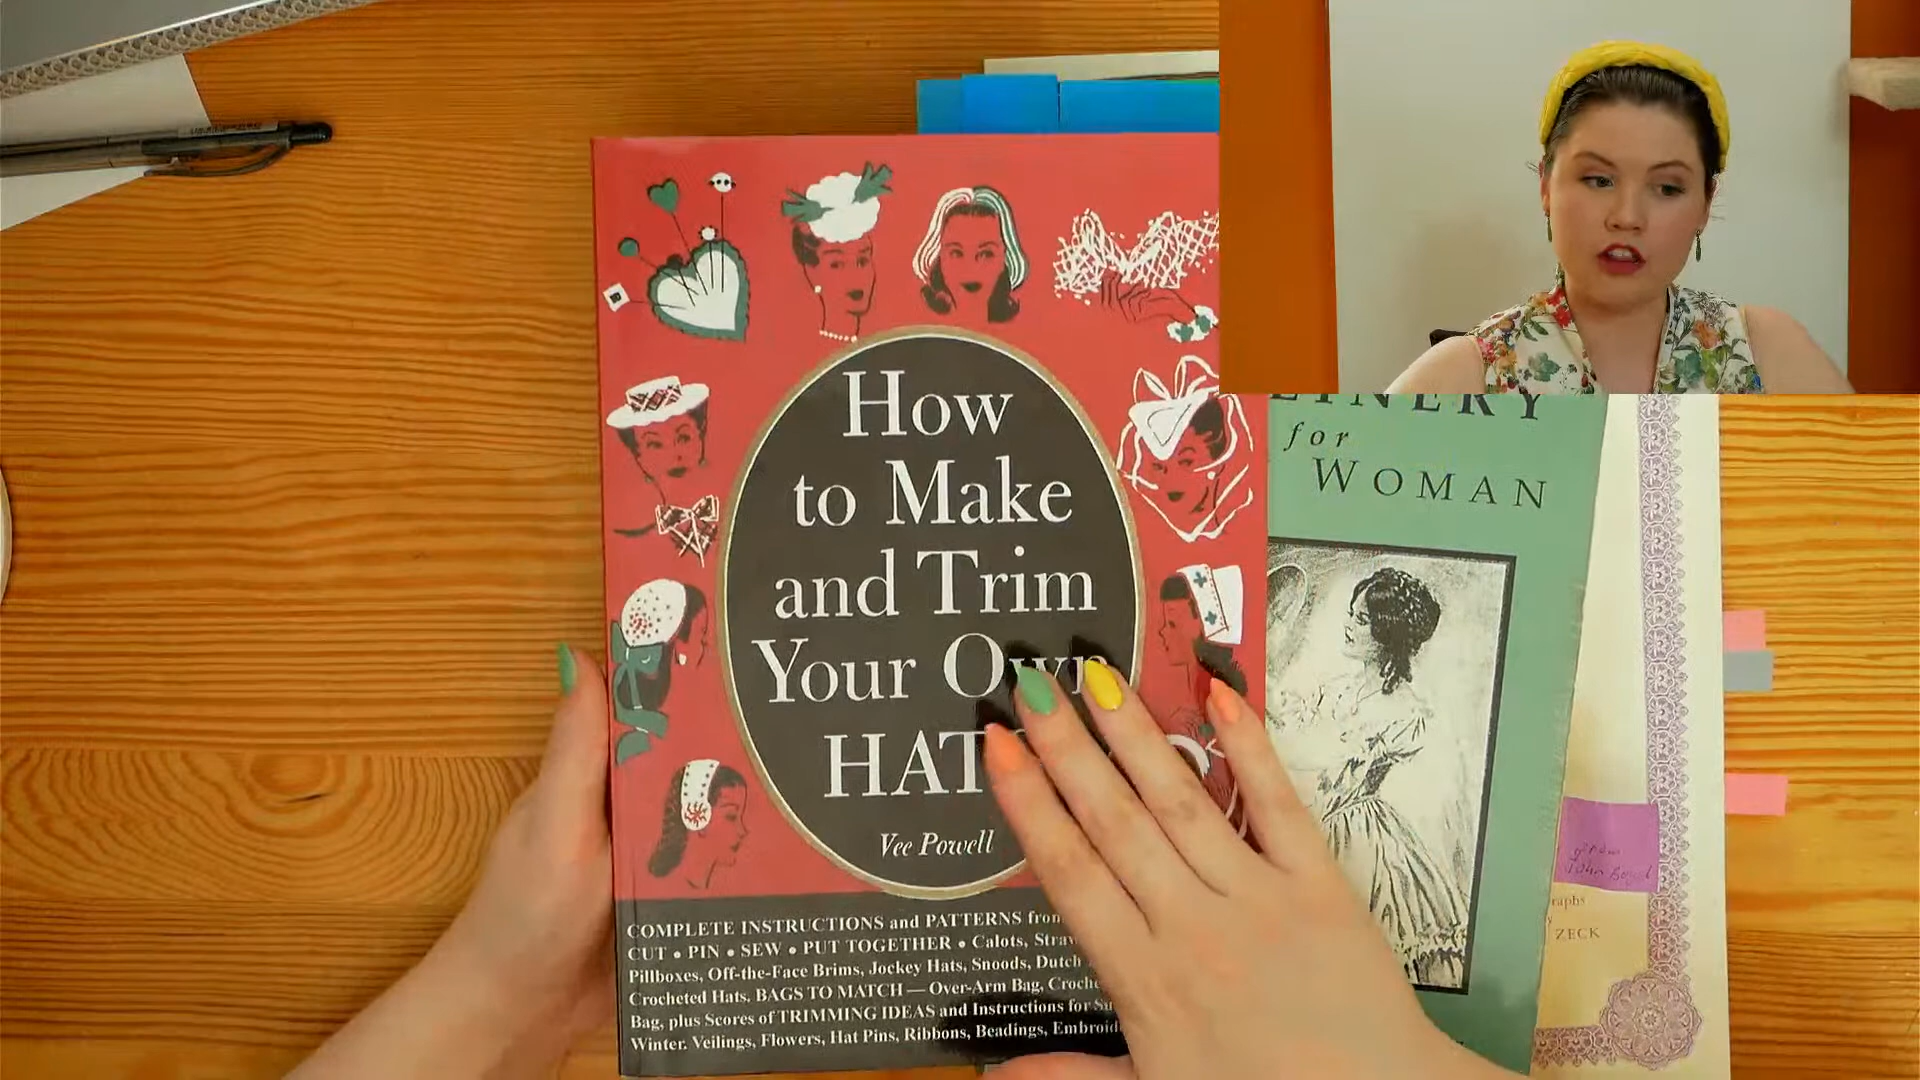 How
to Make
and Trim
Your Own
HAT
Vee Powell
COMPLETE INSTRUCTIONS and PATTERNS
CUT • PIN • SEW • PUT TOGETHER • Calots,
Pillboxes, Off-the-Face Brims, Jockey Hats, Snoods, Dutch
Crocheted Hats. BAGS TO MATCH — Over-Arm Bag,
Bag, plus Scores of TRIMMING IDEAS and Instructions for
Winter. Veilings, Flowers, Hat Pins, Ribbons, Beadings,
for
WOMAN
ZECK